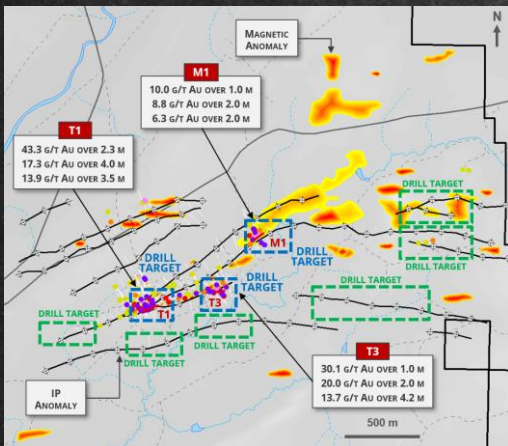 MAGNETIC
ANOMALY
N
M1
10.0 G/T AU OVER 1.0 M
8.8 G/T AU OVER 2.0 M
6.3 G/T AU OVER 2.0 M
T1
43.3 G/T AU OVER 2.3 M
17.3 G/T AU OVER 4.0 M
13.9 G/T AU OVER 3.5 M
DRILL TARGET
M1
DRILL
TARGET
DRILL TARGET
DRILL
TARGET
DRILL
TARGET
DRILL TARGET
T3
T1
DRILL TARGET
DRILL TARGET
DRILL TARGET
T3
30.1 G/T AU OVER 1.0 M
20.0 G/T AU OVER 2.0 M
13.7 G/T AU OVER 4.2 M
IP
ANOMALY
500 m